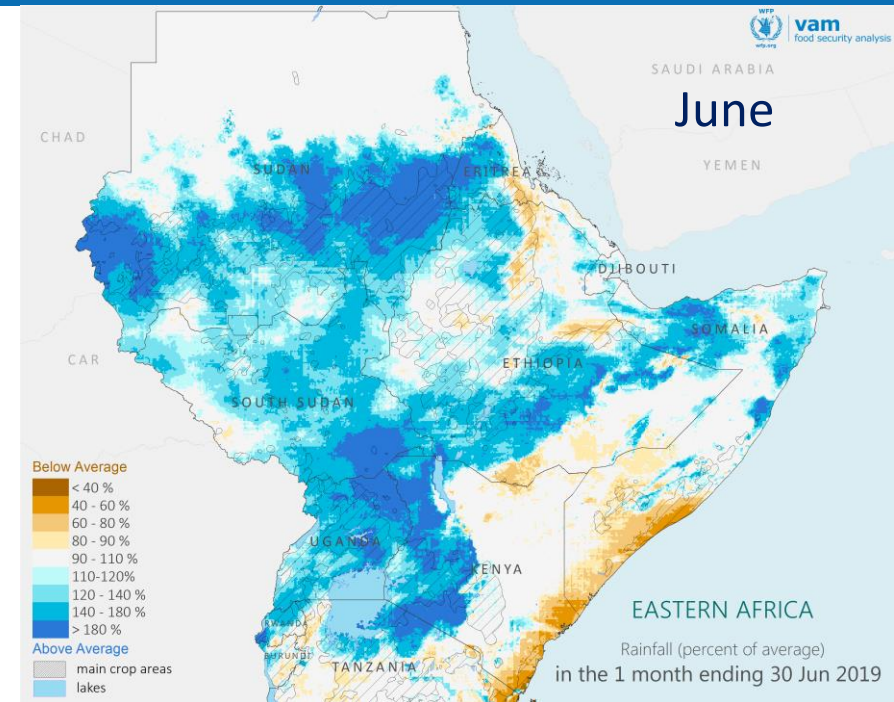 WFP
wfp.org
vam
food security analysis
SAUDI ARABIA
June
CHAD
YEMEN
SUDAN
ERITREA
DJIBOUTI
SOMALIA
CAR
ETHIOPIA
SOUTH SUDAN
Below Average
< 40 %
40 - 60 %
60 - 80 %
80 - 90 %
90 - 110 %
110-120%
120 - 140 %
140 - 180 %
> 180 %
Above Average
main crop areas
lakes
UGANDA
KENYA
RWANDA
BURUNDI
TANZANIA
EASTERN AFRICA
Rainfall (percent of average)
in the 1 month ending 30 Jun 2019